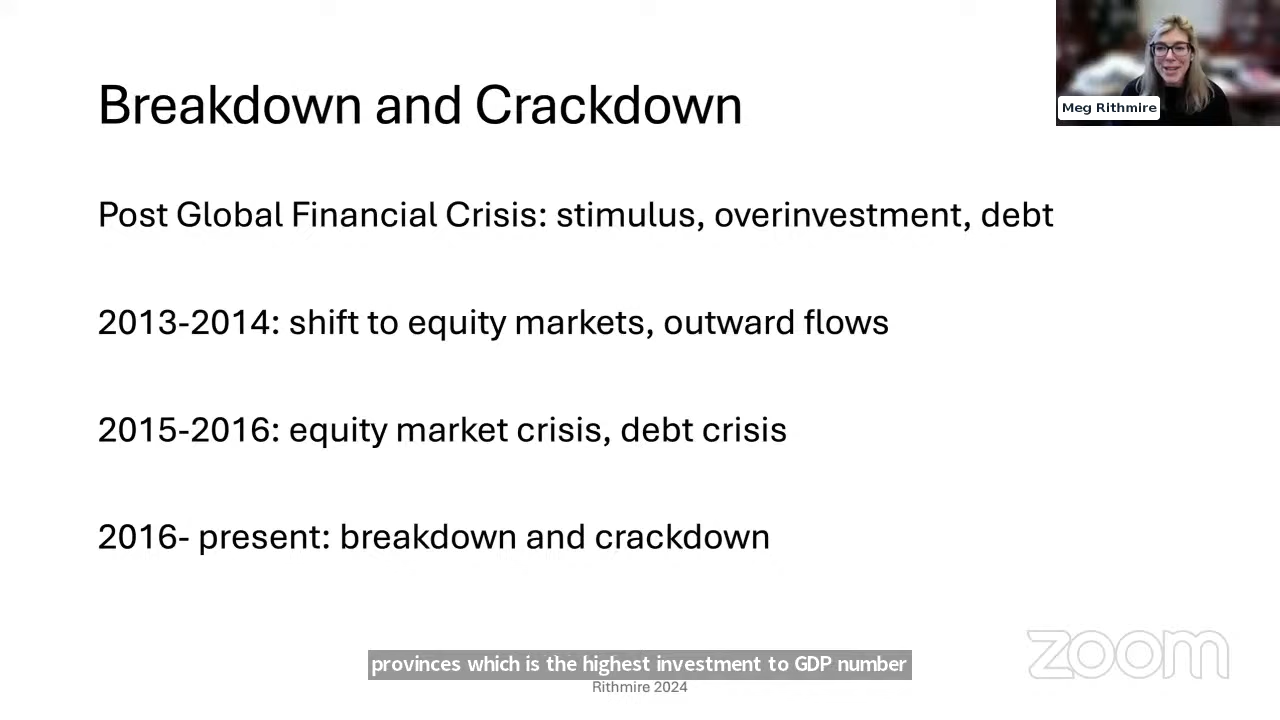 Breakdown and Crackdown
Meg Rithmire
Post Global Financial Crisis: stimulus, overinvestment, debt
2013-2014: shift to equity markets, outward flows
2015-2016: equity market crisis, debt crisis
2016- present: breakdown and crackdown
zoom
provinces which is the highest investment to GDP number
Rithmire 2024